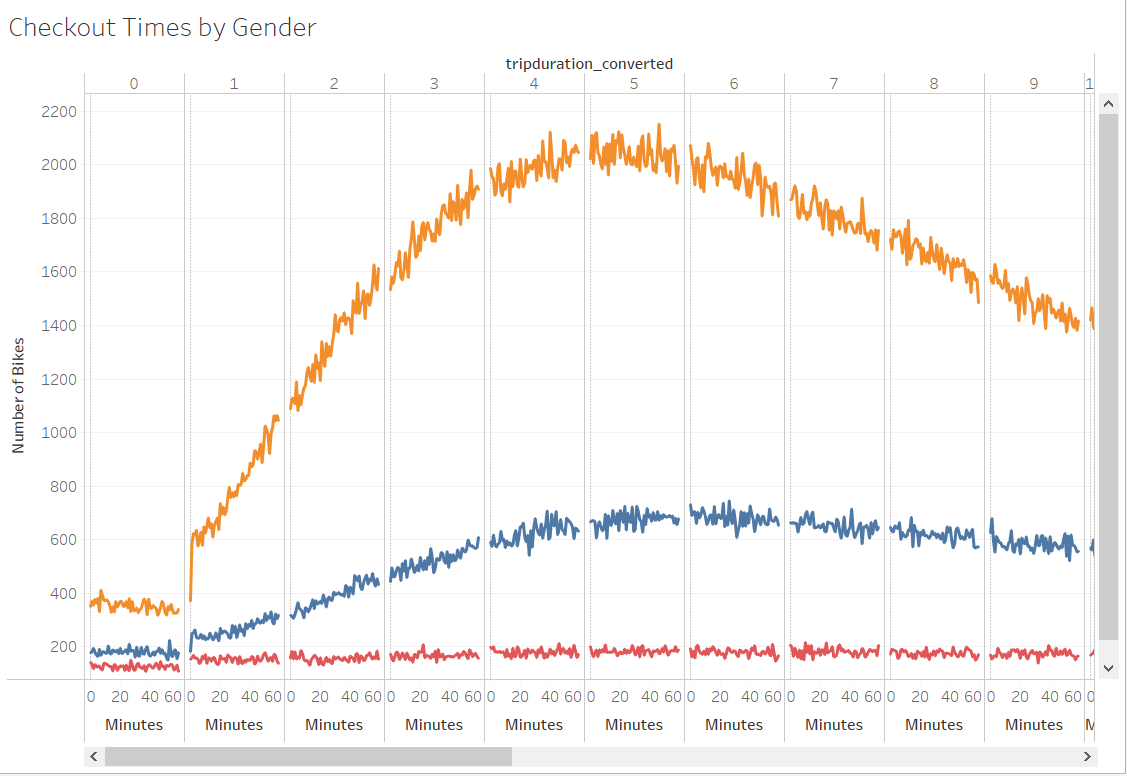 Checkout Times by Gender
tripduration_converted
0 1 2 3 4 5 6 7 8 9 1
2200
2000
1800
1600
1400
1200
1000
800
600
400
200
Number of Bikes
0 20 40 60 0 20 40 60 0 20 40 60 0 20 40 60 0 20 40 60 0 20 40 60 0 20 40 60 0 20 40 60 0 20 40 60 0 20 40 60 0
Minutes Minutes Minutes Minutes Minutes Minutes Minutes Minutes Minutes Minutes M